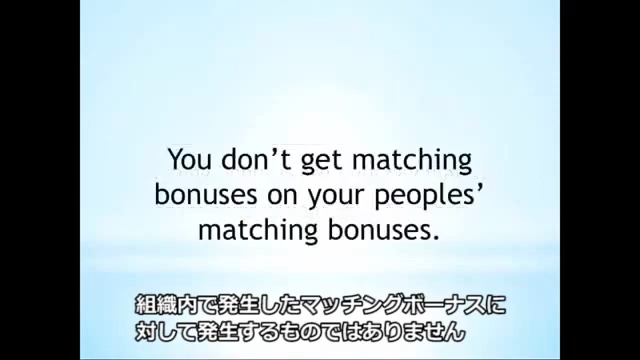 You don’t get matching
bonuses on your peoples’
matching bonuses.
組織内で発生したマッチングボーナスに
対して発生するものではありません